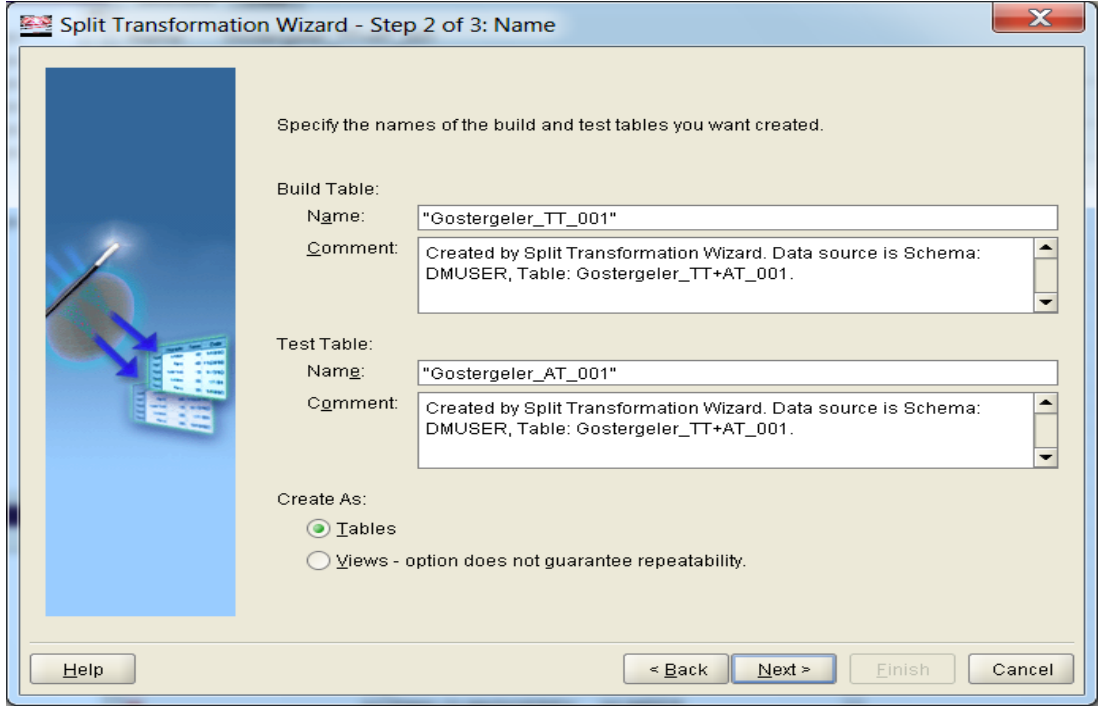 Split Transformation Wizard - Step 2 of 3: Name
Specify the names of the build and test tables you want created.
Build Table:
Name: "Gostergeler_TT_001"
Comment: Created by Split Transformation Wizard. Data source is Schema:
DMUSER, Table: Gostergeler_TT+AT_001.
Test Table:
Name: "Gostergeler_AT_001"
Comment: Created by Split Transformation Wizard. Data source is Schema:
DMUSER, Table: Gostergeler_TT+AT_001.
Create As:
Tables
Views - option does not guarantee repeatability.
Help < Back Next > Finish Cancel